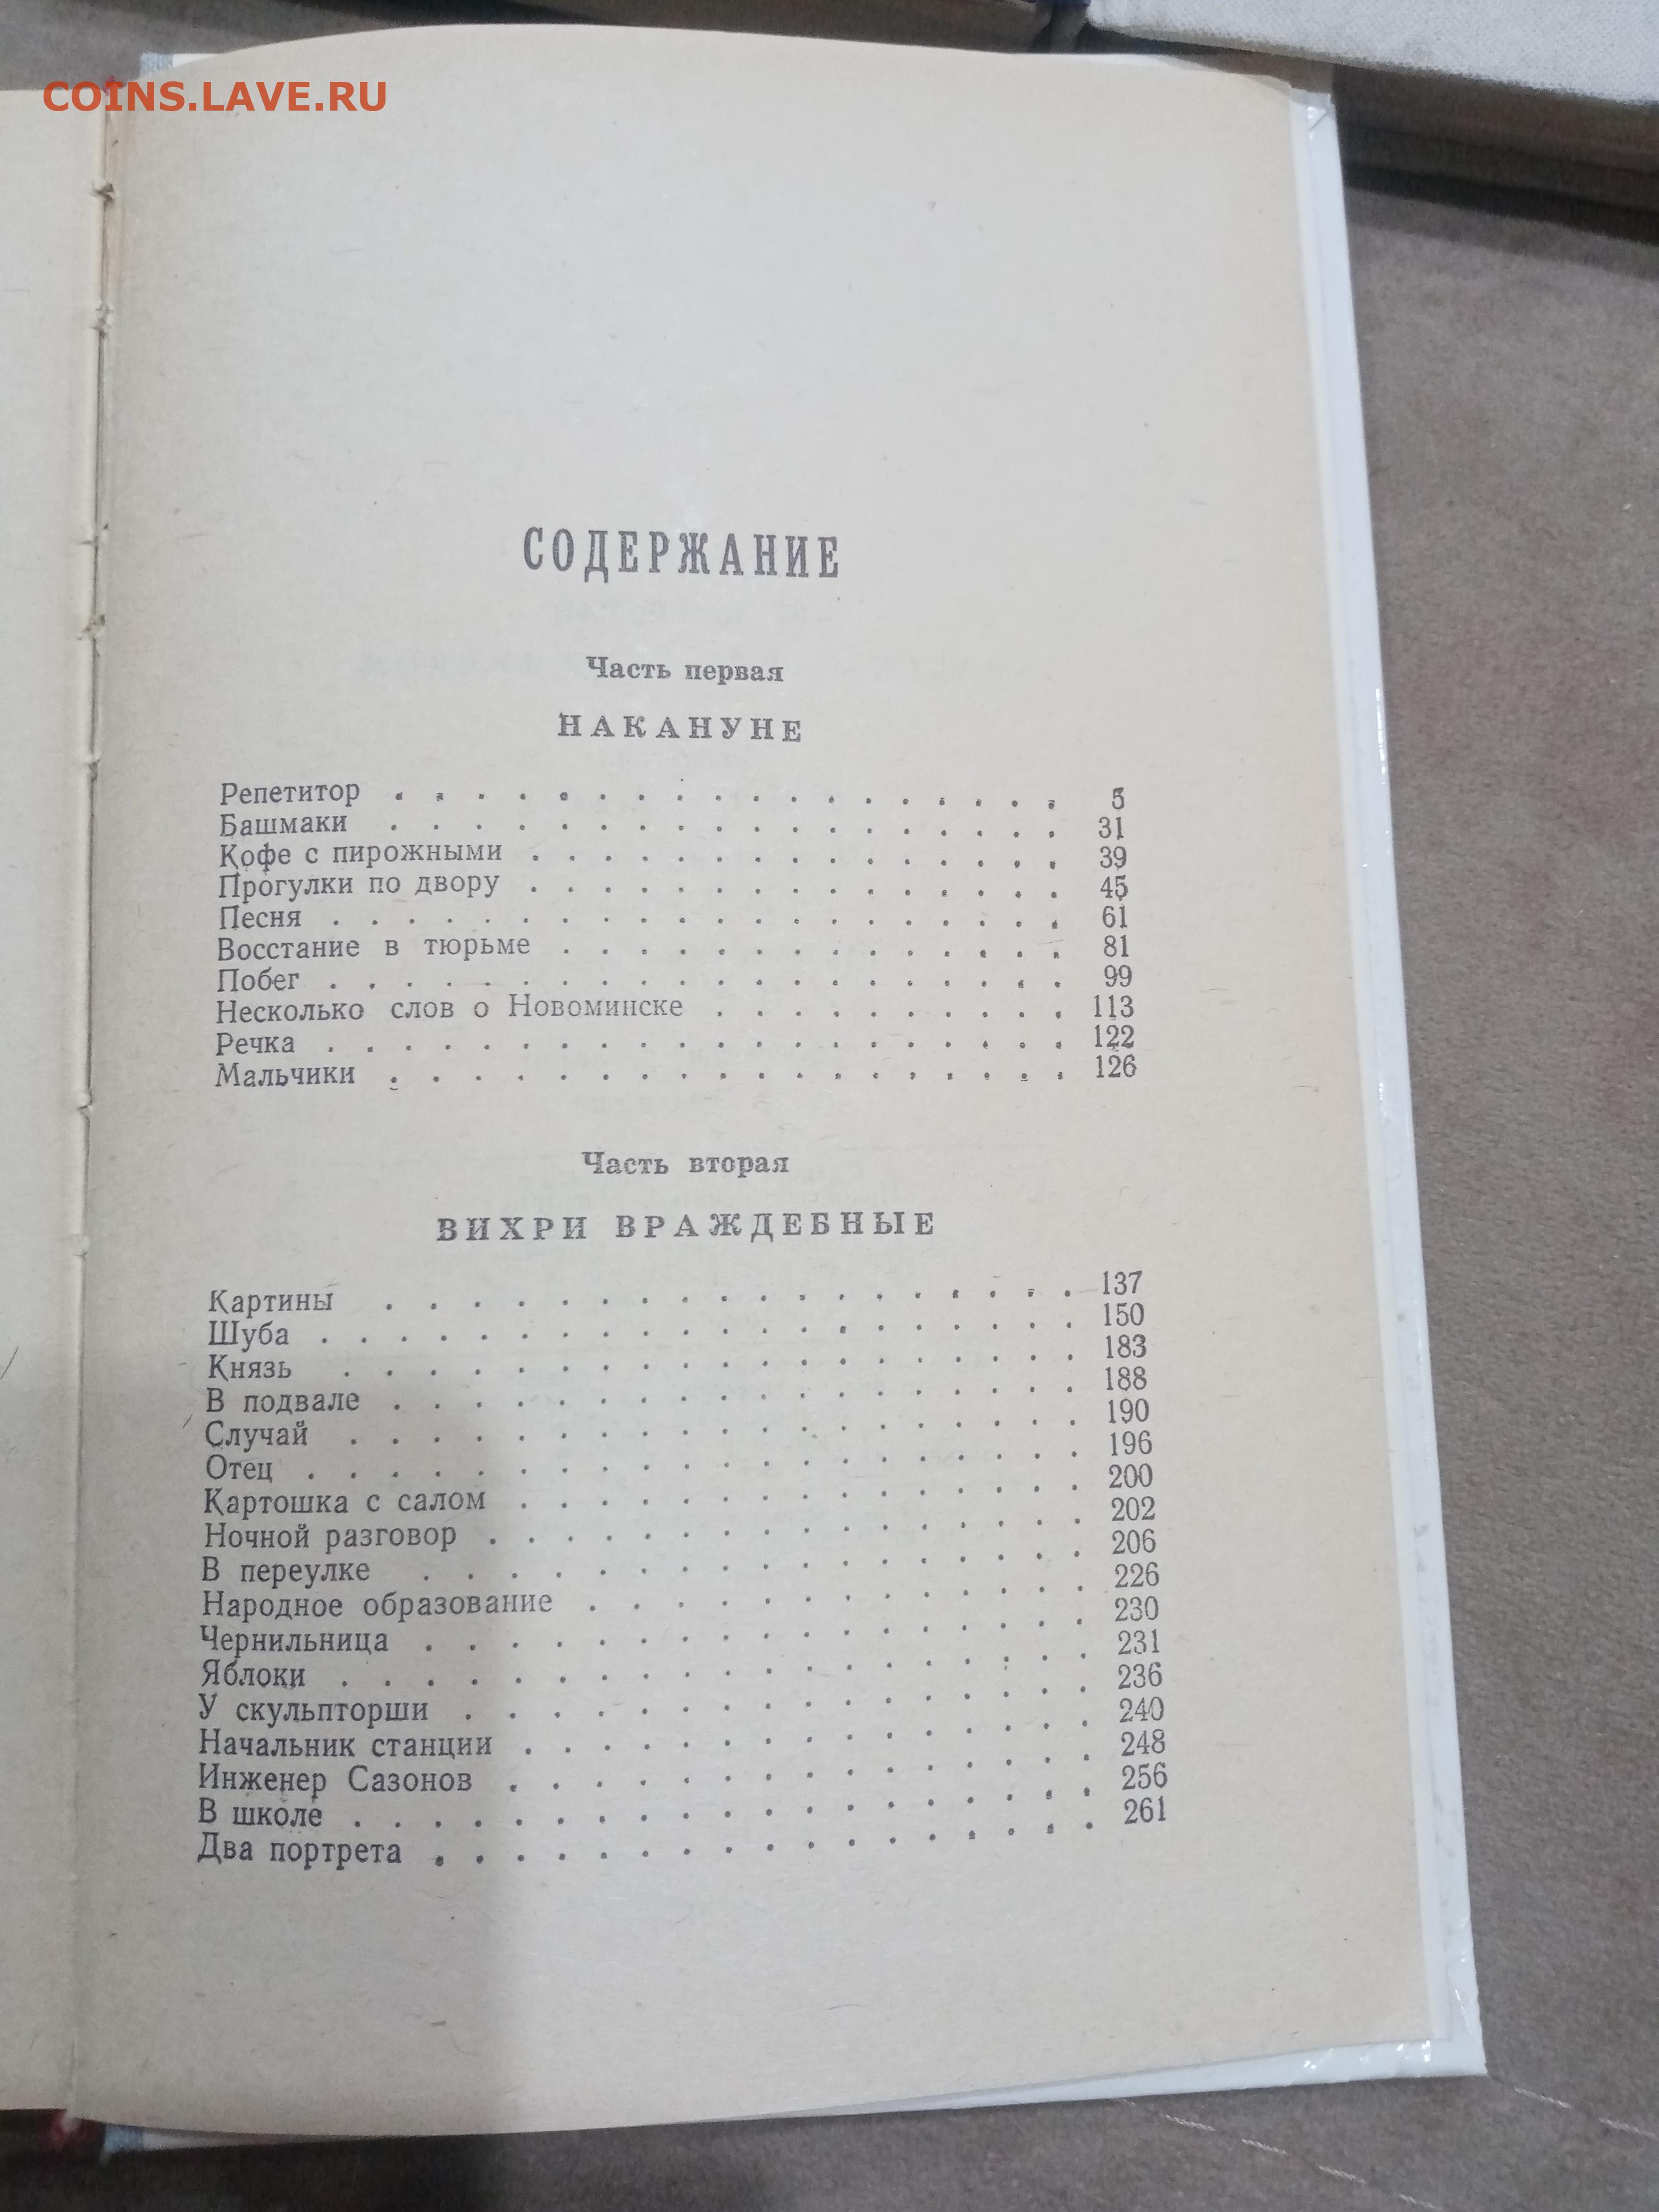 COINS.LAVE.RU
СОДЕРЖАНИЕ
Часть первая
НАКАНУНЕ
Репетитор . . . . . . . . . . . . . . . . . 5
Башмаки . . . . . . . . . . . . . . . . . 31
Кофе с пирожными . . . . . . . . . . . . . . 39
Прогулки по двору . . . . . . . . . . . . . . 45
Песня . . . . . . . . . . . . . . . . . . . 61
Восстание в тюрьме . . . . . . . . . . . . . 81
Побег . . . . . . . . . . . . . . . . . . . 99
Несколько слов о Новоминске . . . . . . . . . . 113
Речка . . . . . . . . . . . . . . . . . . . 122
Мальчики . . . . . . . . . . . . . . . . . 126
Часть вторая
ВИХРИ ВРАЖДЕБНЫЕ
Картины . . . . . . . . . . . . . . . . . . 137
Шуба . . . . . . . . . . . . . . . . . . . 150
Князь . . . . . . . . . . . . . . . . . . . 183
В подвале . . . . . . . . . . . . . . . . . 188
Случай . . . . . . . . . . . . . . . . . . 190
Отец . . . . . . . . . . . . . . . . . . . 196
Картошка с салом . . . . . . . . . . . . . . 200
Ночной разговор . . . . . . . . . . . . . . . 202
В переулке . . . . . . . . . . . . . . . . . 206
Народное образование . . . . . . . . . . . . 226
Чернильница . . . . . . . . . . . . . . . . 230
Яблоки . . . . . . . . . . . . . . . . . . 231
У скульпторши . . . . . . . . . . . . . . . 236
Начальник станции . . . . . . . . . . . . . . 240
Инженер Сазонов . . . . . . . . . . . . . . 248
В школе . . . . . . . . . . . . . . . . . . 256
Два портрета . . . . . . . . . . . . . . . . 261